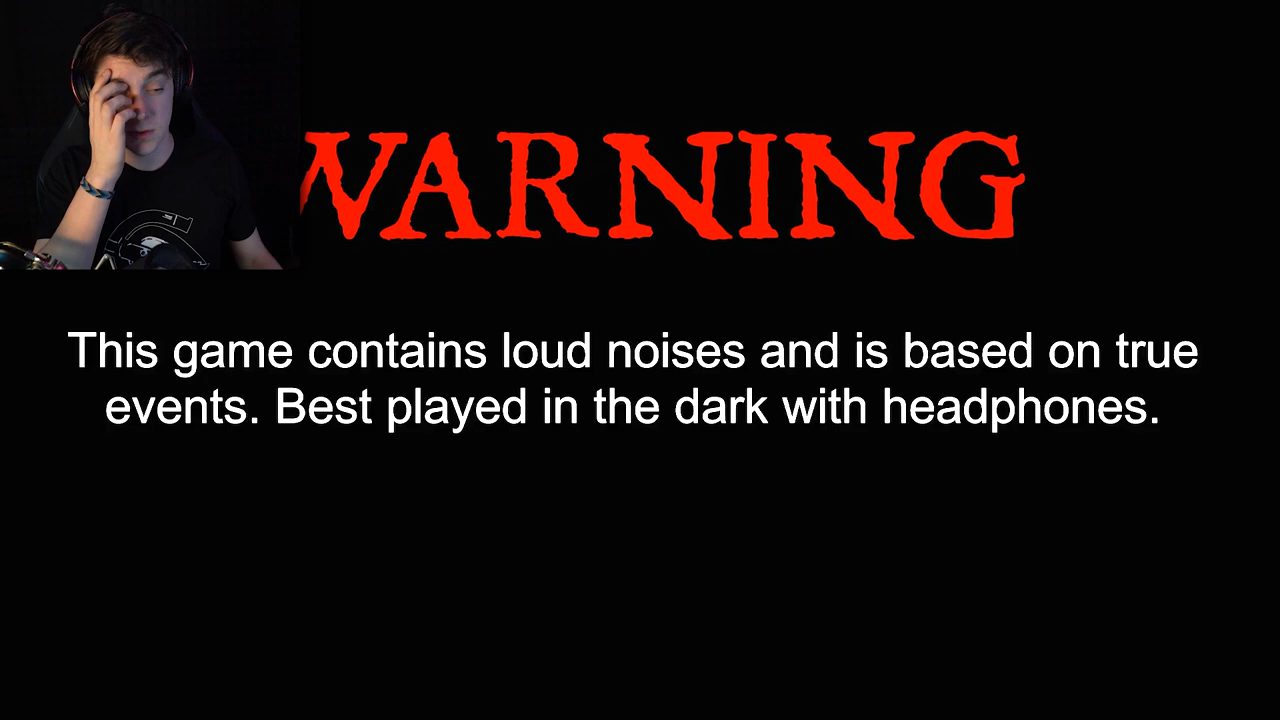 WARNING
This game contains loud noises and is based on true
events. Best played in the dark with headphones.